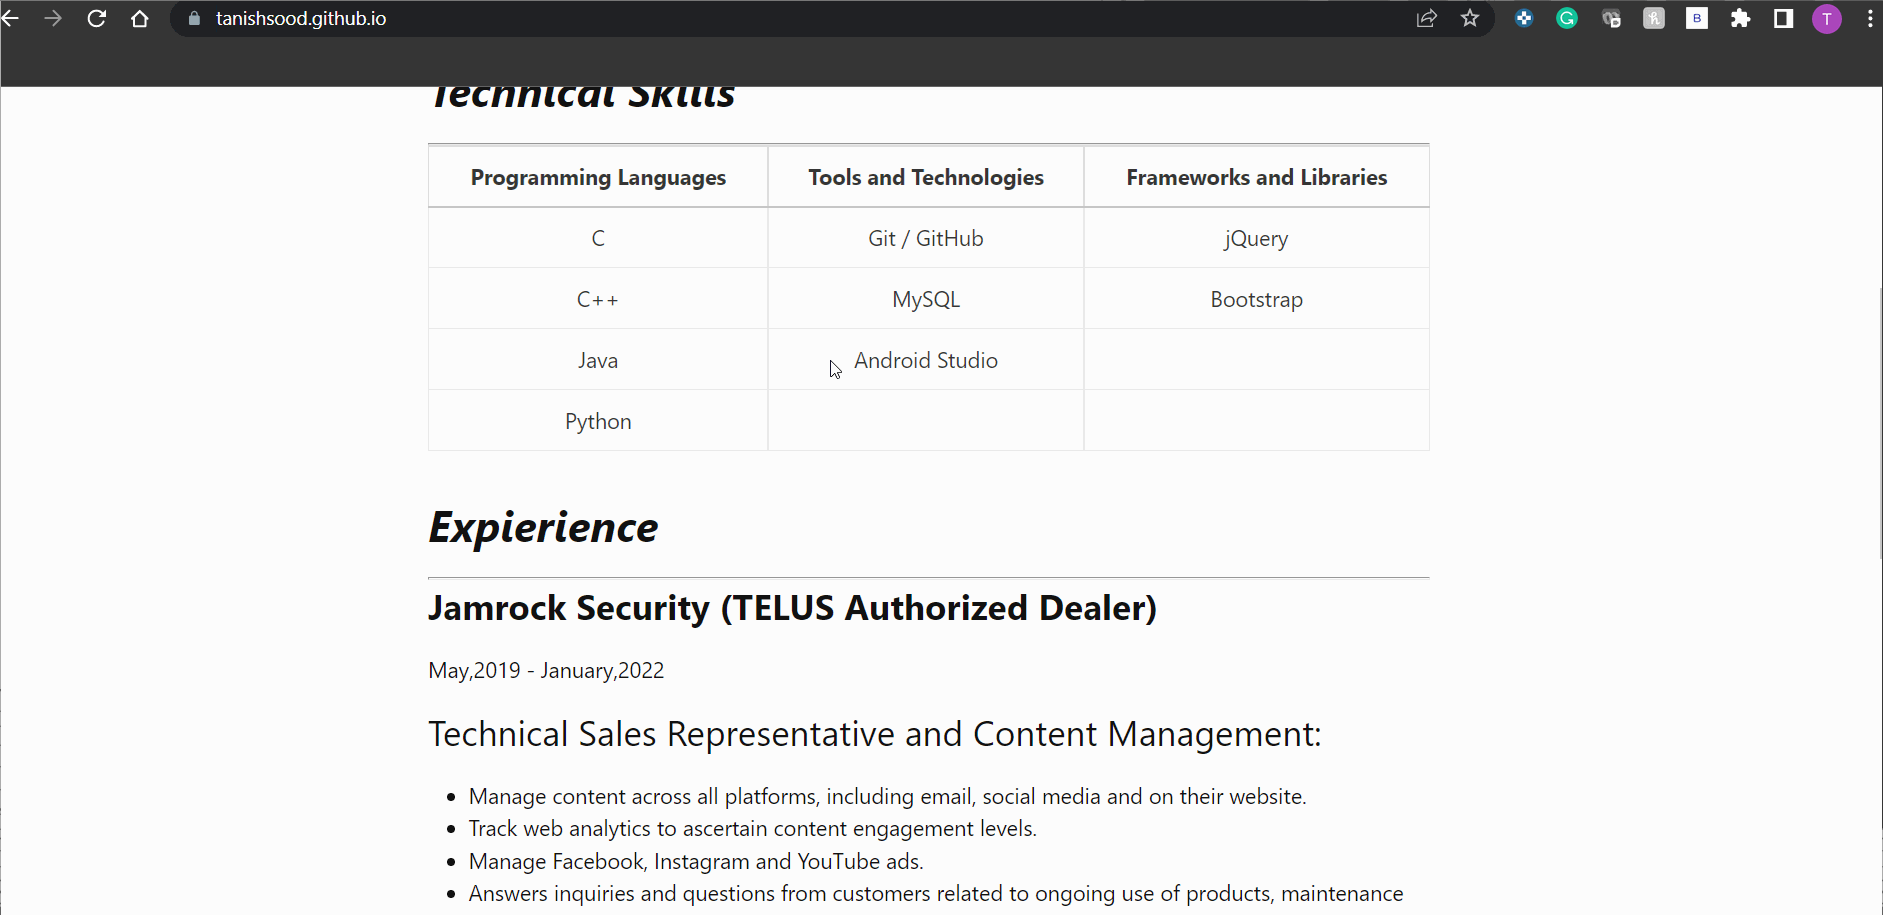 tanishsood.github.io
B
T
Technical Skills
Programming Languages Tools and Technologies Frameworks and Libraries
C Git / GitHub jQuery
C++ MySQL Bootstrap
Java Android Studio
Python
Expierience
Jamrock Security (TELUS Authorized Dealer)
May,2019 - January,2022
Technical Sales Representative and Content Management:
• Manage content across all platforms, including email, social media and on their website.
• Track web analytics to ascertain content engagement levels.
• Manage Facebook, Instagram and YouTube ads.
• Answers inquiries and questions from customers related to ongoing use of products, maintenance